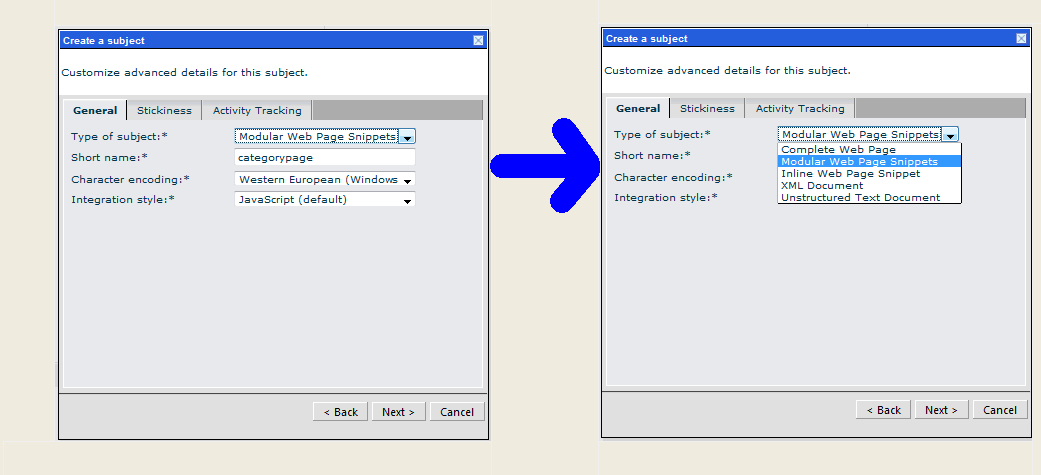 Create a subject
Customize advanced details for this subject.
General Stickiness Activity Tracking
Type of subject:* Modular Web Page Snippets
Short name:* categorypage
Character encoding:* Western European (Windows
Integration style:* JavaScript (default)
< Back Next > Cancel
Create a subject
Customize advanced details for this subject.
General Stickiness Activity Tracking
Type of subject:* Modular Web Page Snippets
Short name:*
Character encoding:*
Integration style:*
Complete Web Page
Modular Web Page Snippets
Inline Web Page Snippet
XML Document
Unstructured Text Document
< Back Next > Cancel